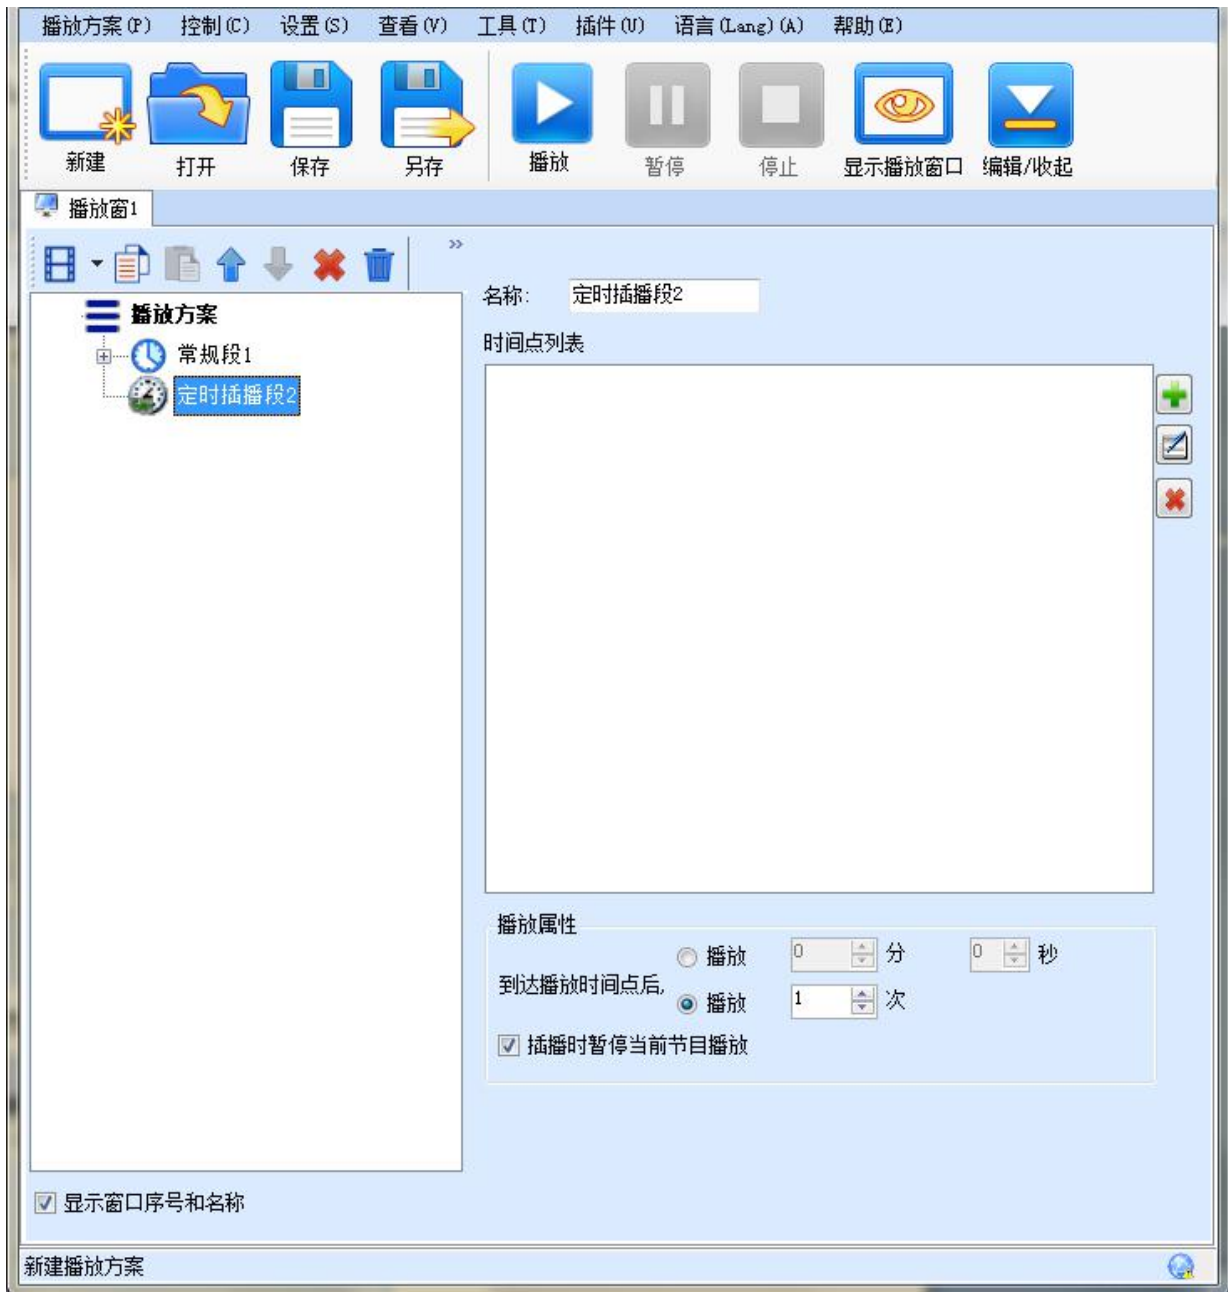 播放方案(P) 控制(C) 设置(S) 查看(V) 工具(T) 插件(U) 语言(Lang)(A) 帮助(E)
新建 打开 保存 另存 播放 暂停 停止 显示播放窗口 编辑/收起
播放窗1
»
名称: 定时插播段2
播放方案
时间点列表
常规段1
定时插播段2
播放属性
播放 0 分 0 秒
到达播放时间点后,
播放 1 次
插播时暂停当前节目播放
显示窗口序号和名称
新建播放方案